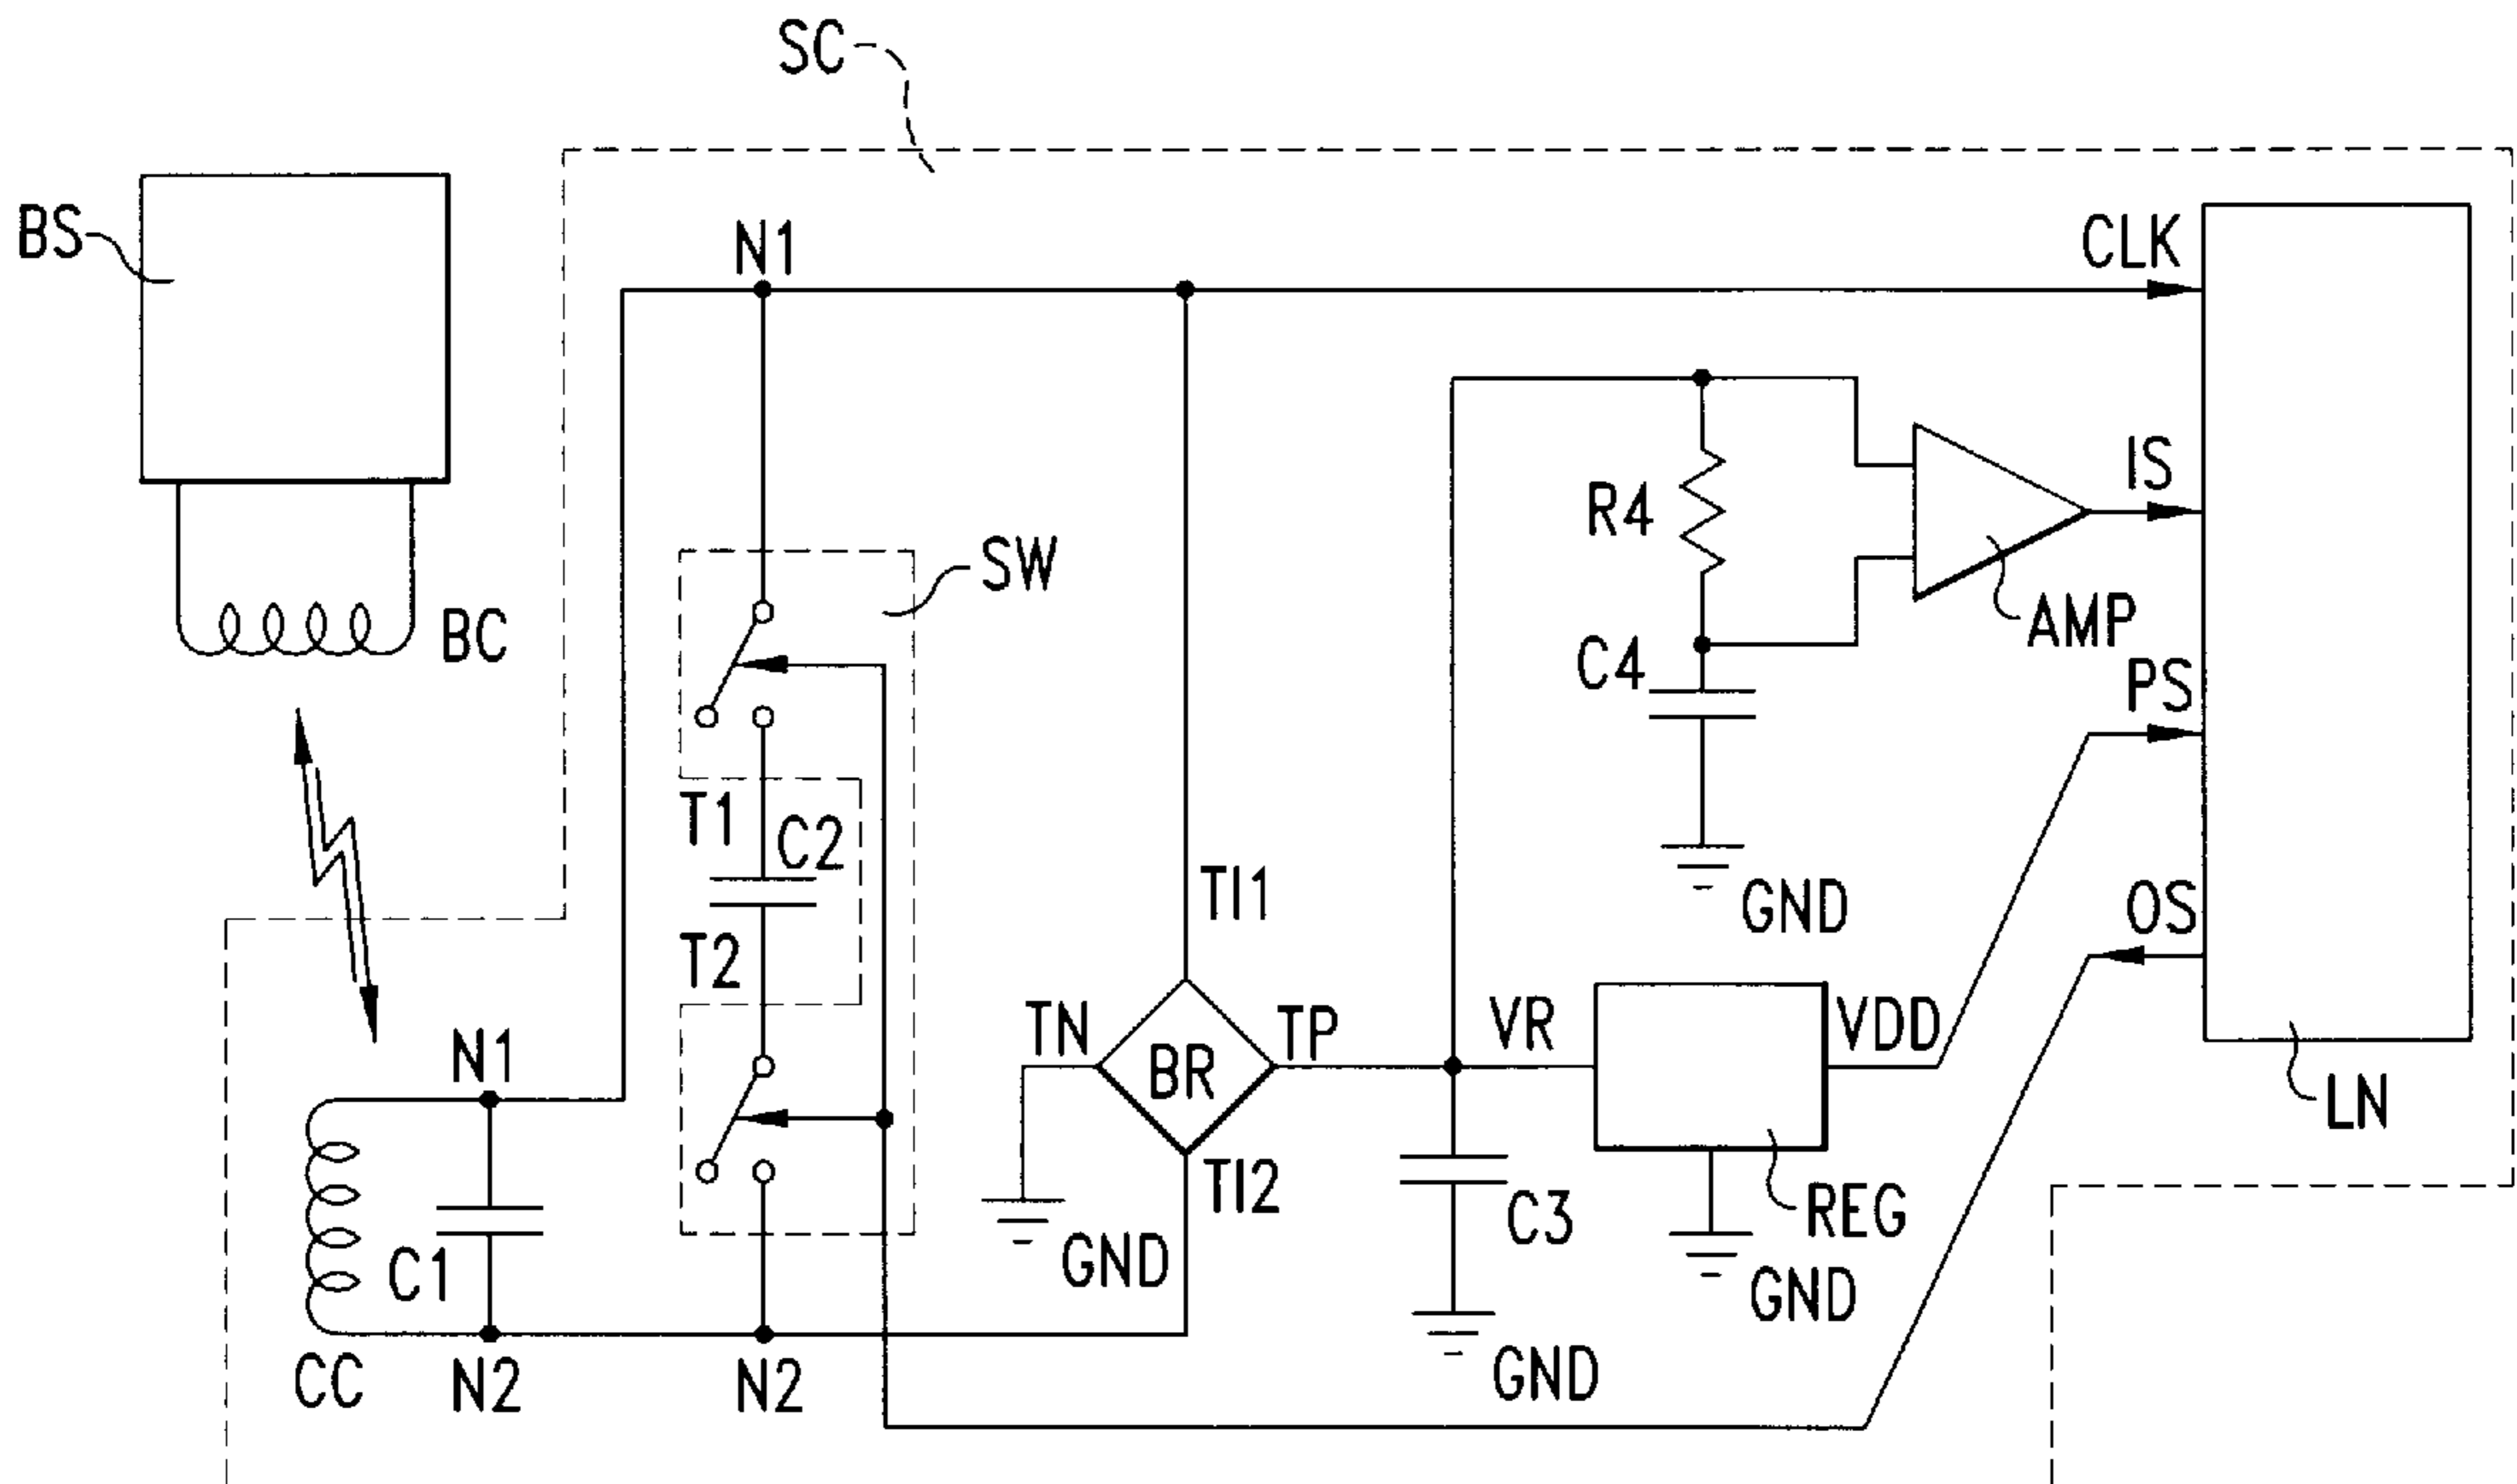 SC
BS
N1
CLK
IS
R4
SW
AMP
BC
C4
PS
T1
C2
TI1
GND
OS
T2
TN
BR
TP
VR
VDD
N1
LN
TI2
C3
REG
C1
GND
GND
CC
N2
N2
GND